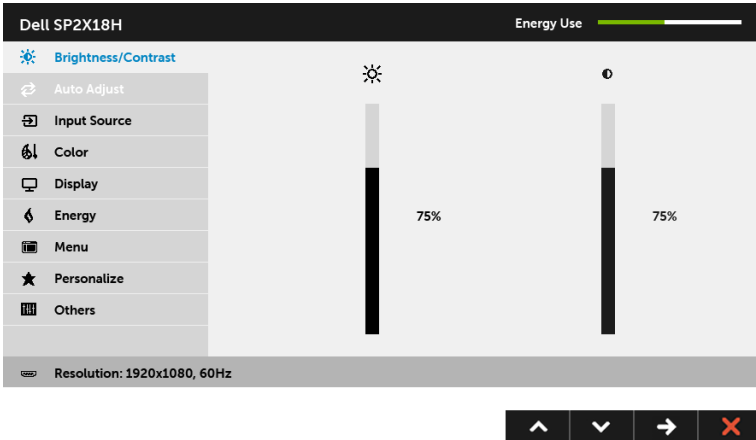 Dell SP2X18H
Energy Use
Brightness/Contrast
Auto Adjust
Input Source
Color
Display
Energy
Menu
Personalize
Others
75%
75%
Resolution: 1920x1080, 60Hz